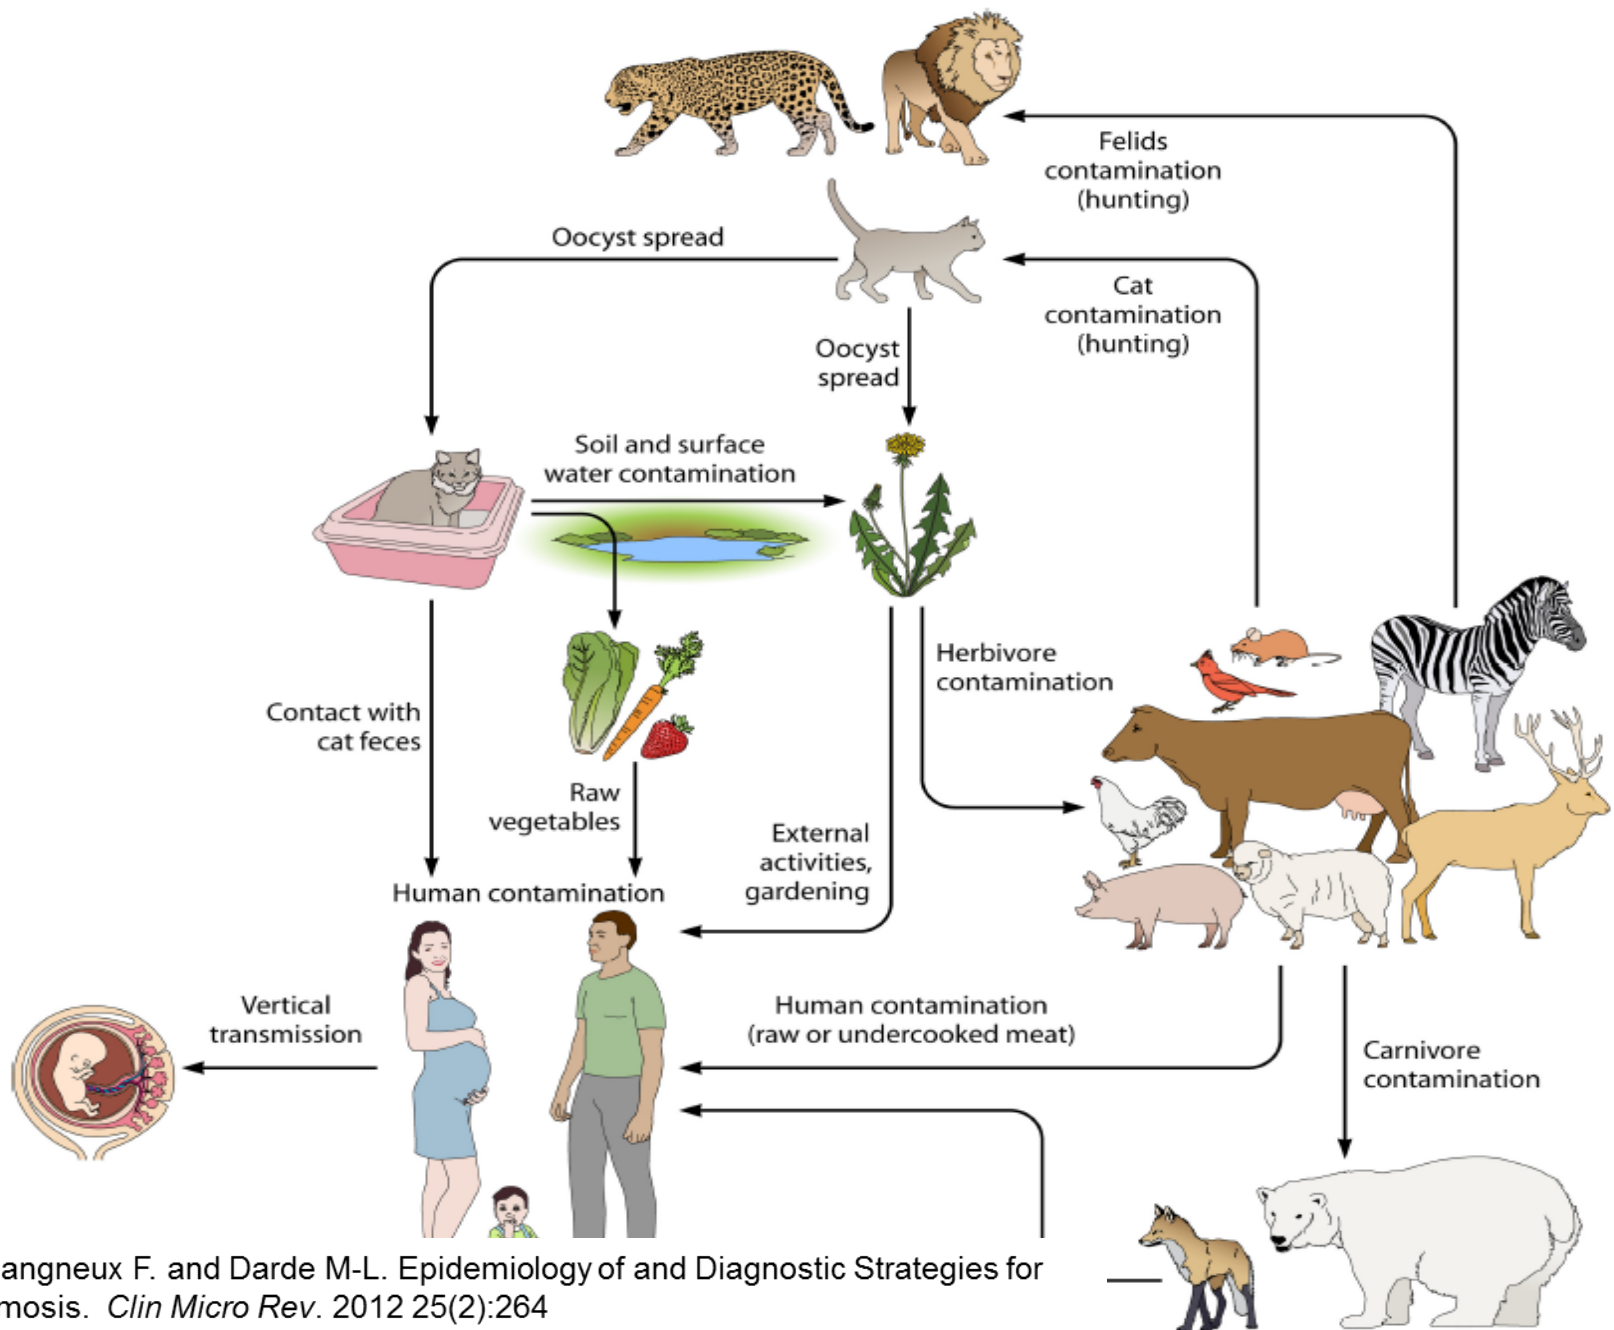 Felids
contamination
(hunting)
Oocyst spread
Cat
contamination
(hunting)
Oocyst
spread
Soil and surface
water contamination
Herbivore
contamination
Contact with
cat feces
Raw
vegetables
External
activities,
gardening
Human contamination
Vertical
transmission
Human contamination
(raw or undercooked meat)
Carnivore
contamination
angneux F. and Darde M-L. Epidemiology of and Diagnostic Strategies for
mosis. Clin Micro Rev. 2012 25(2):264